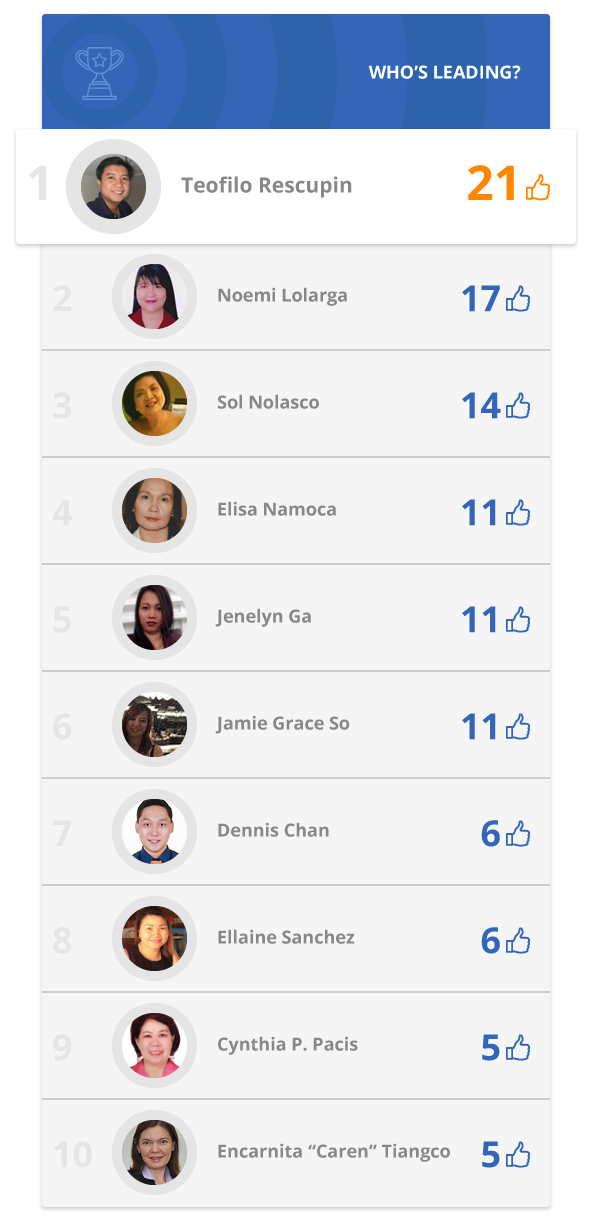 WHO’S LEADING?
1 Teofilo Rescupin 21
2 Noemi Lolarga 17
3 Sol Nolasco 14
4 Elisa Namoca 11
5 Jenelyn Ga 11
6 Jamie Grace So 11
7 Dennis Chan 6
8 Ellaine Sanchez 6
9 Cynthia P. Pacis 5
10 Encarnita “Caren” Tiangco 5